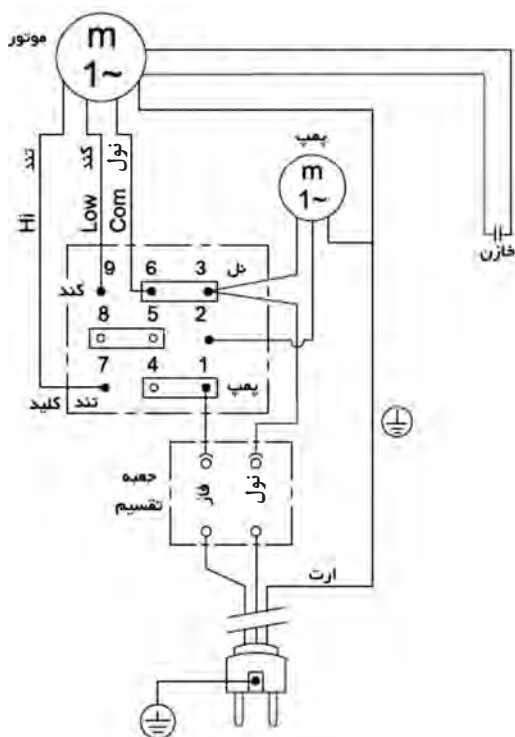 موتور
m
1~
تند
کند
نول
Hi
Low
Com
پمپ
m
1~
خازن
9
6
3
نل
کند
8
5
2
7
4
1
کلید
تند
پمپ
جعبه
تقسیم
فاز
نول
ارت